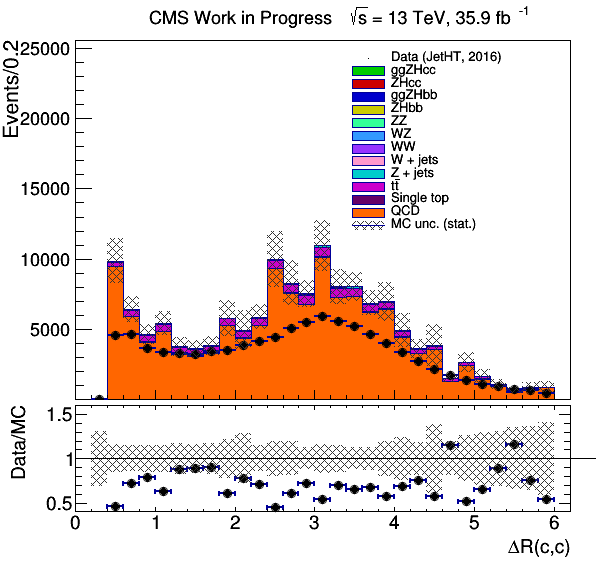 CMS Work in Progress √s = 13 TeV, 35.9 fb⁻¹
Events/0.2
25000
20000
15000
10000
5000
Data (JetHT, 2016)
ggZHcc
ZHcc
ggZHbb
ZHbb
ZZ
WZ
WW
W + jets
Z + jets
tt̄
Single top
QCD
MC unc. (stat.)
Data/MC
1.5
1
0.5
0 1 2 3 4 5 6
ΔR(c,c)